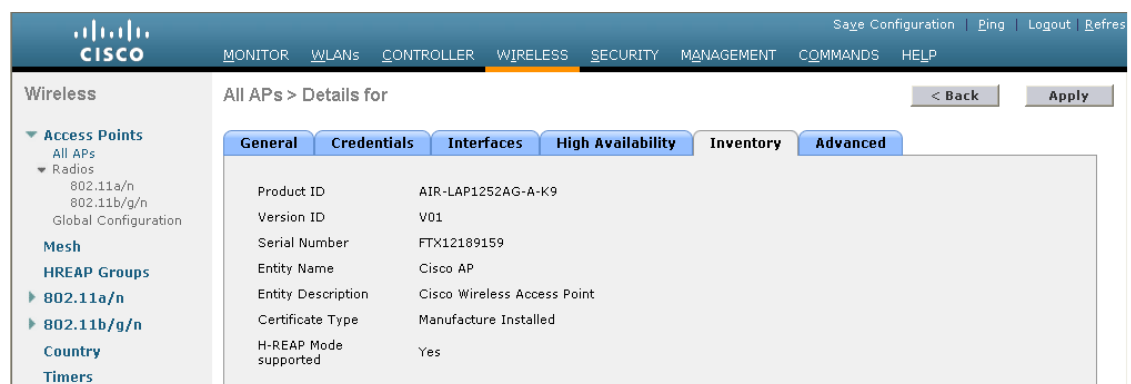 Save Configuration | Ping | Logout | Refres
CISCO
MONITOR WLANs CONTROLLER WIRELESS SECURITY MANAGEMENT COMMANDS HELP
Wireless
Access Points
All APs
Radios
802.11a/n
802.11b/g/n
Global Configuration
Mesh
HREAP Groups
802.11a/n
802.11b/g/n
Country
Timers
All APs > Details for
< Back Apply
General Credentials Interfaces High Availability Inventory Advanced
Product ID AIR-LAP1252AG-A-K9
Version ID V01
Serial Number FTX12189159
Entity Name Cisco AP
Entity Description Cisco Wireless Access Point
Certificate Type Manufacture Installed
H-REAP Mode
supported Yes